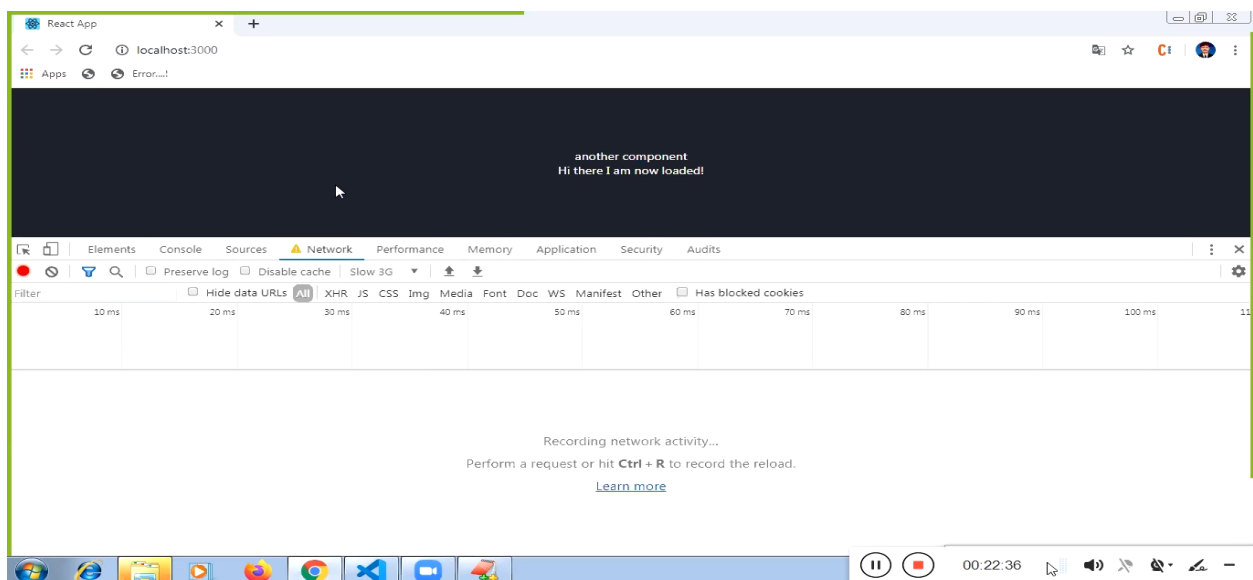 React App
localhost:3000
Apps Error....!
another component
Hi there I am now loaded!
Elements Console Sources Network Performance Memory Application Security Audits
Preserve log Disable cache Slow 3G
Filter Hide data URLs All XHR JS CSS Img Media Font Doc WS Manifest Other Has blocked cookies
10 ms 20 ms 30 ms 40 ms 50 ms 60 ms 70 ms 80 ms 90 ms 100 ms 11
Recording network activity...
Perform a request or hit Ctrl + R to record the reload.
Learn more
00:22:36